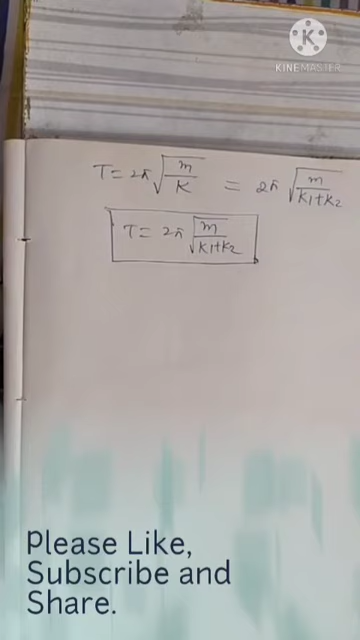 K
KINEMASTER
T = 2π √(m/K) = 2π √(m/(K1+K2))
T = 2π √(m/(K1+K2))
Please Like,
Subscribe and
Share.